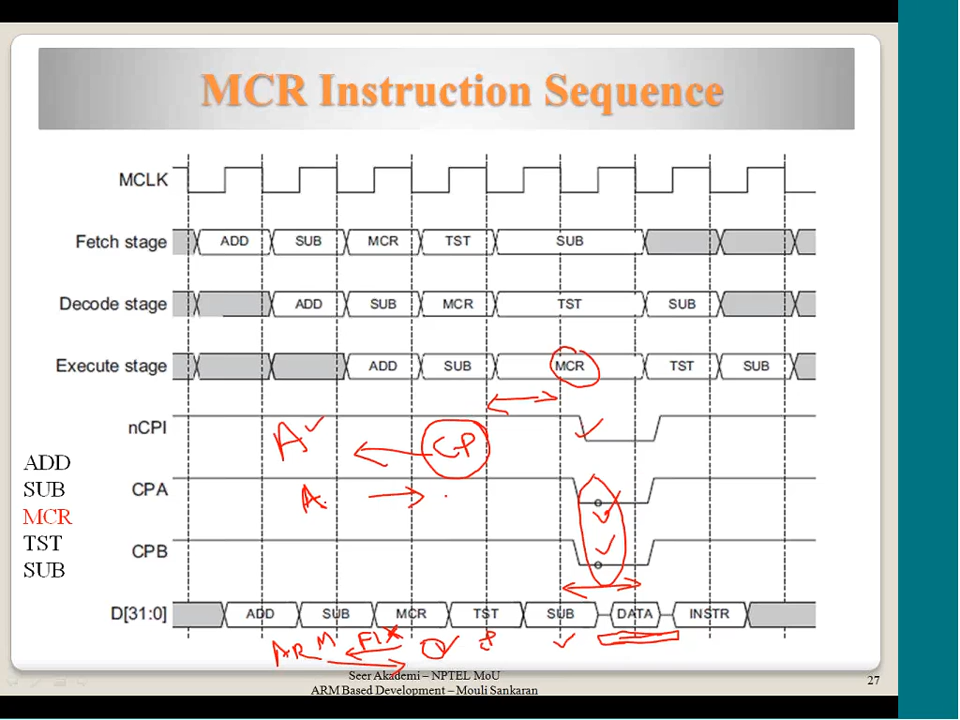 MCR Instruction Sequence
MCLK
Fetch stage ADD SUB MCR TST SUB
Decode stage ADD SUB MCR TST SUB
Execute stage ADD SUB MCR TST SUB
nCPI A CP
ADD
SUB CPA A
MCR
TST CPB
SUB
D[31:0] ADD SUB MCR TST SUB DATA INSTR
ARM
Seer Akademi – NPTEL MoU
ARM Based Development – Mouli Sankaran
27